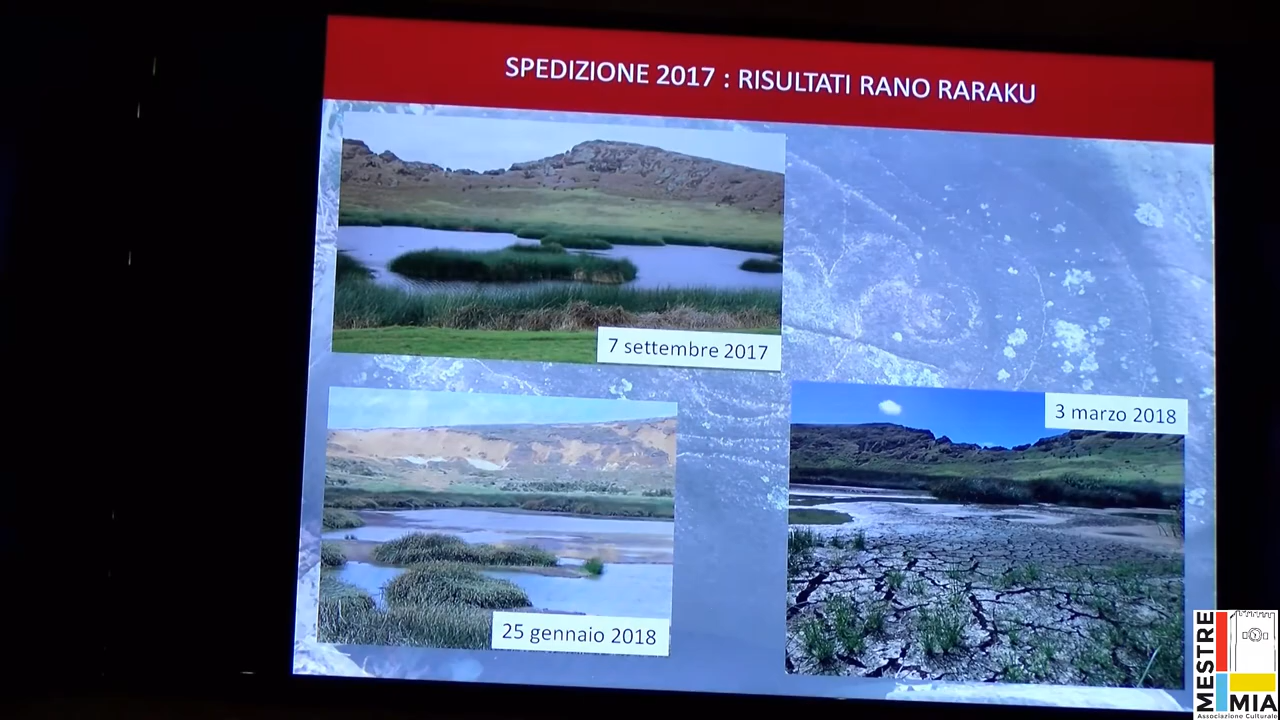 SPEDIZIONE 2017 : RISULTATI RANO RARAKU
7 settembre 2017
3 marzo 2018
25 gennaio 2018
MESTRE
MIA
Associazione Culturale